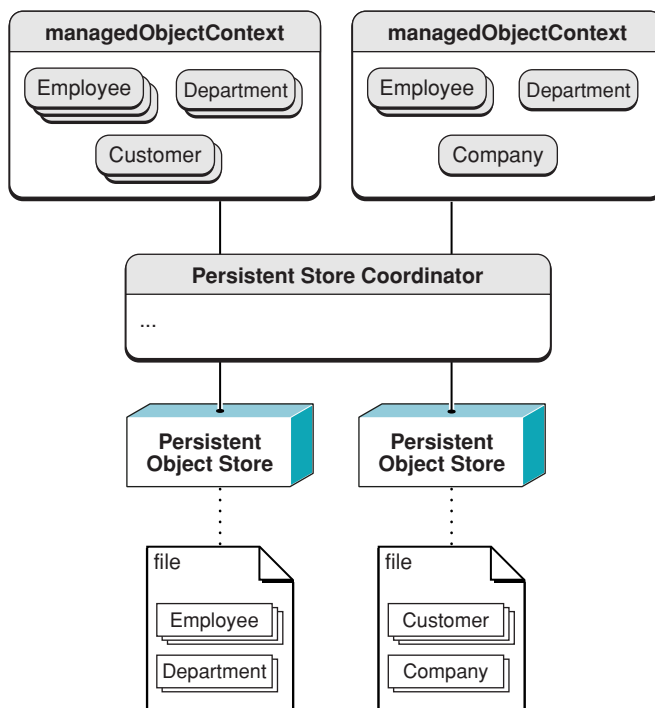 managedObjectContext
Employee
Department
Customer
managedObjectContext
Employee
Department
Company
Persistent Store Coordinator
...
Persistent
Object Store
Persistent
Object Store
file
Employee
Department
file
Customer
Company